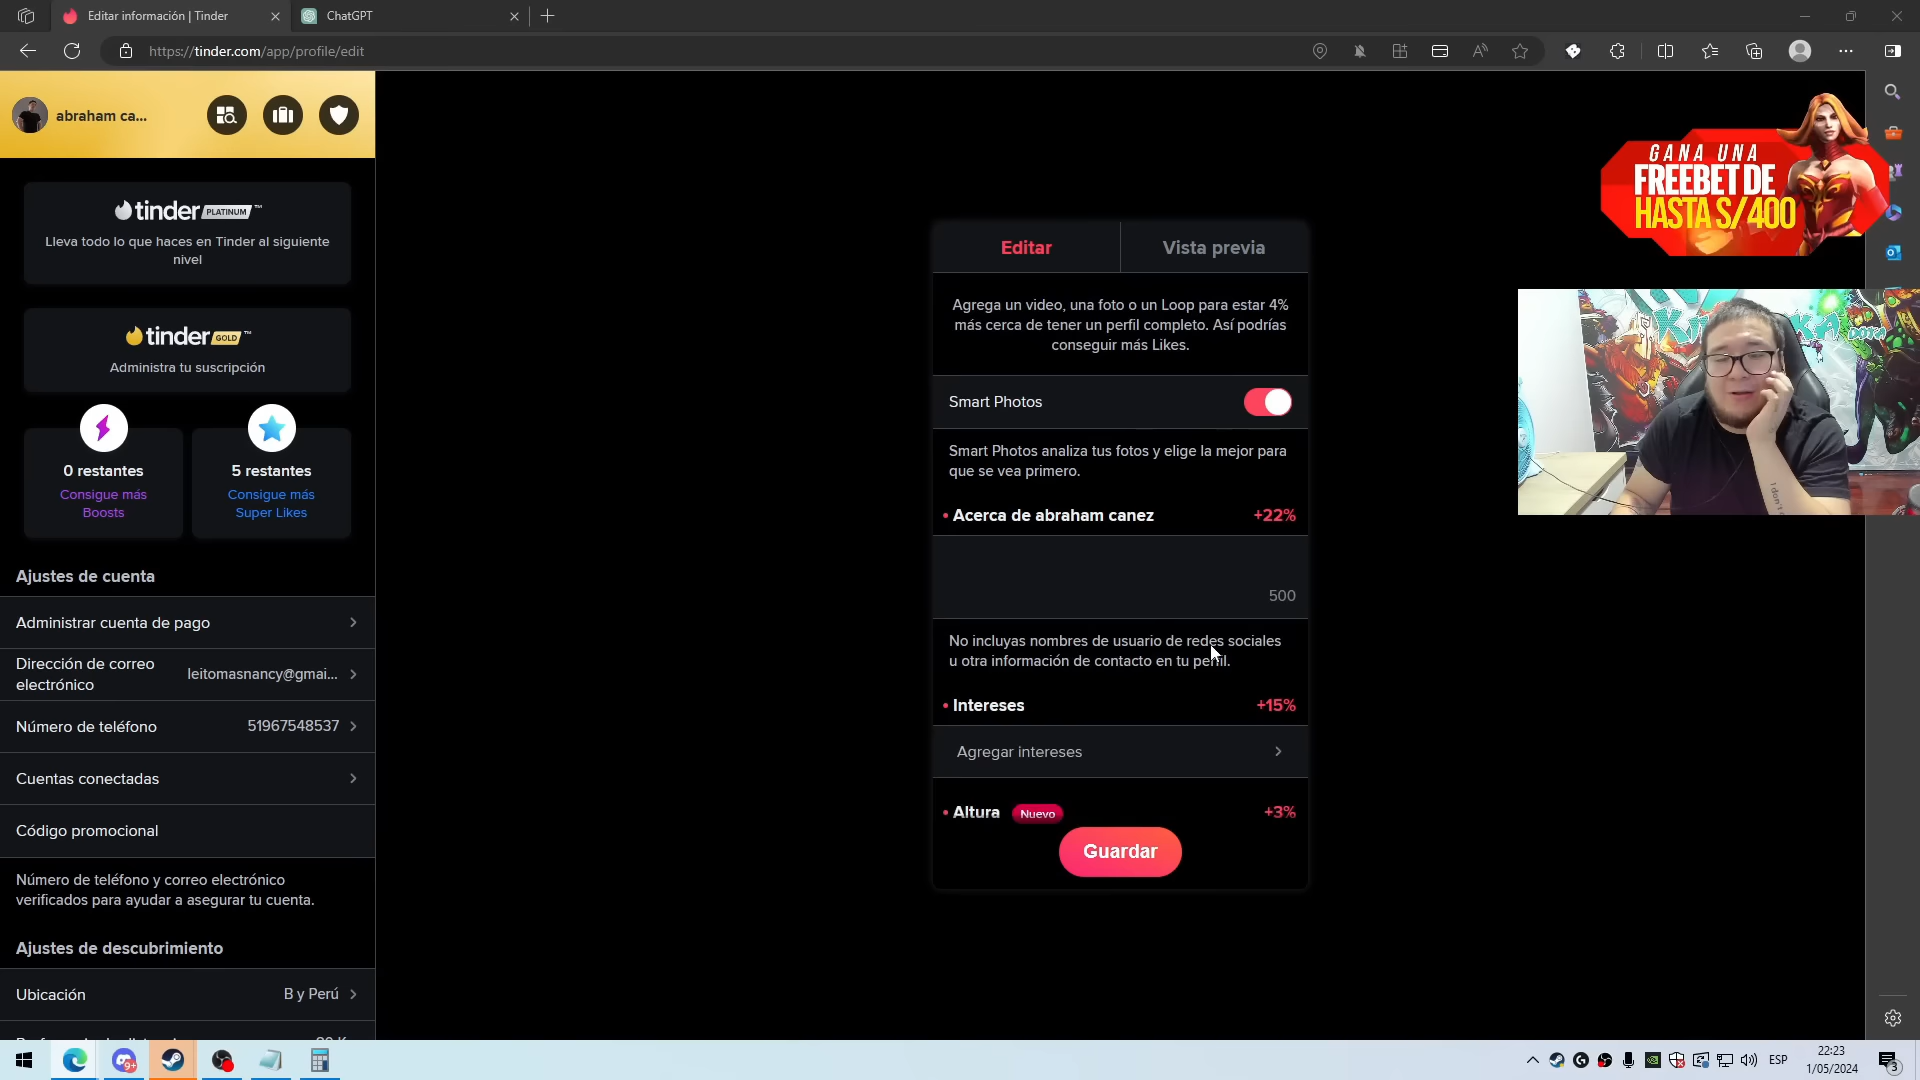 Editar información | Tinder
ChatGPT
https://tinder.com/app/profile/edit
abraham ca...
tinder PLATINUM ™
Lleva todo lo que haces en Tinder al siguiente
nivel
tinder GOLD ™
Administra tu suscripción
0 restantes
Consigue más
Boosts
5 restantes
Consigue más
Super Likes
Ajustes de cuenta
Administrar cuenta de pago
Dirección de correo
electrónico
leitomasnancy@gmai...
Número de teléfono
51967548537
Cuentas conectadas
Código promocional
Número de teléfono y correo electrónico
verificados para ayudar a asegurar tu cuenta.
Ajustes de descubrimiento
Ubicación
B y Perú
Editar
Vista previa
Agrega un video, una foto o un Loop para estar 4%
más cerca de tener un perfil completo. Así podrías
conseguir más Likes.
Smart Photos
Smart Photos analiza tus fotos y elige la mejor para
que se vea primero.
• Acerca de abraham canez
+22%
500
No incluyas nombres de usuario de redes sociales
u otra información de contacto en tu perfil.
• Intereses
+15%
Agregar intereses
• Altura
Nuevo
+3%
Guardar
GANA UNA
FREEBET DE
HASTA S/400
9+
ESP
22:23
1/05/2024
3